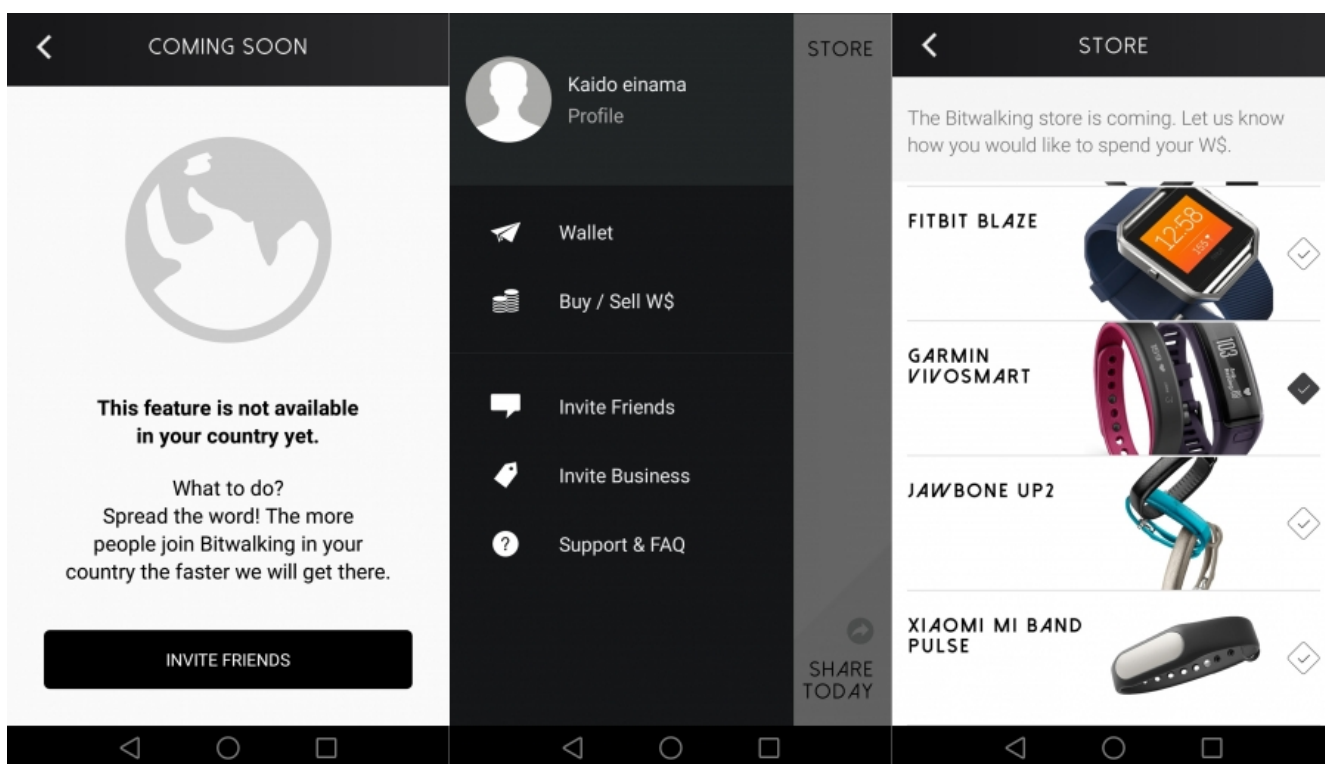 COMING SOON
This feature is not available
in your country yet.
What to do?
Spread the word! The more
people join Bitwalking in your
country the faster we will get there.
INVITE FRIENDS
Kaido einama
Profile
Wallet
Buy / Sell W$
Invite Friends
Invite Business
Support & FAQ
STORE
SHARE
TODAY
STORE
The Bitwalking store is coming. Let us know
how you would like to spend your W$.
FITBIT BLAZE
12:58
GARMIN
VIVOSMART
JAWBONE UP2
XIAOMI MI BAND
PULSE